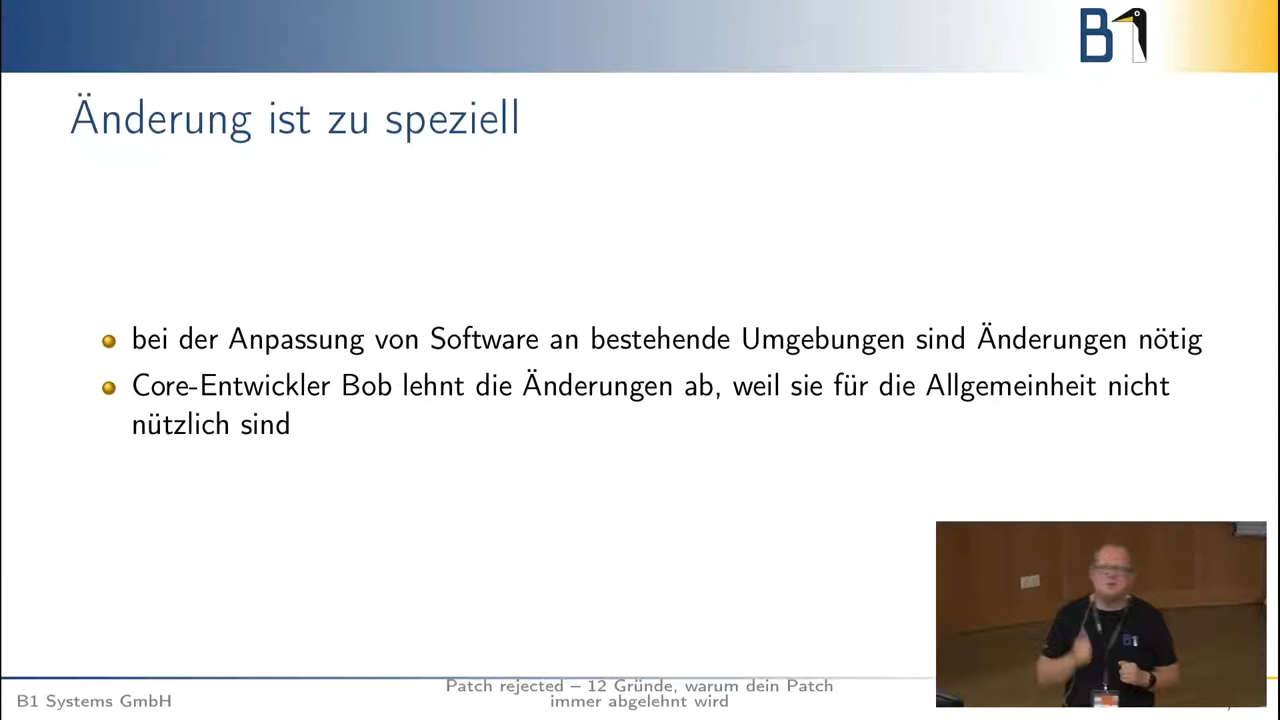 B1
Änderung ist zu speziell
bei der Anpassung von Software an bestehende Umgebungen sind Änderungen nötig
Core-Entwickler Bob lehnt die Änderungen ab, weil sie für die Allgemeinheit nicht
nützlich sind
B1
B1 Systems GmbH
Patch rejected – 12 Gründe, warum dein Patch
immer abgelehnt wird